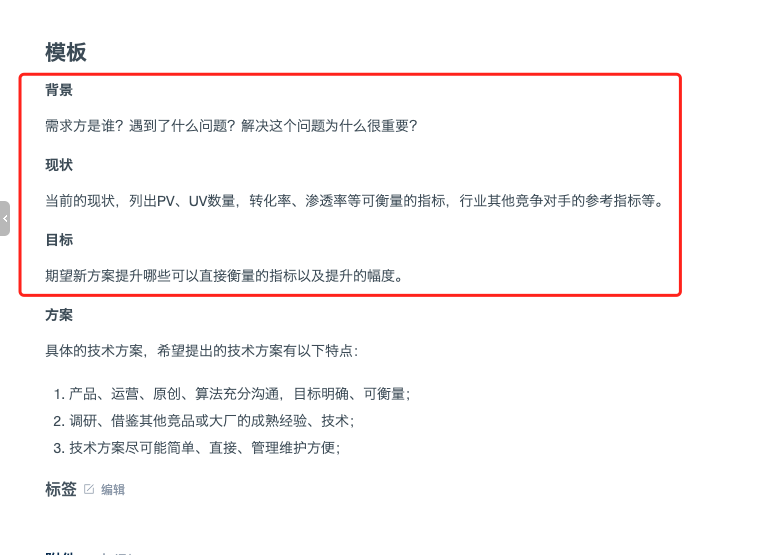 模板
背景
需求方是谁？遇到了什么问题？解决这个问题为什么很重要？
现状
当前的现状，列出PV、UV数量，转化率、渗透率等可衡量的指标，行业其他竞争对手的参考指标等。
目标
期望新方案提升哪些可以直接衡量的指标以及提升的幅度。
方案
具体的技术方案，希望提出的技术方案有以下特点：
1. 产品、运营、原创、算法充分沟通，目标明确、可衡量；
2. 调研、借鉴其他竞品或大厂的成熟经验、技术；
3. 技术方案尽可能简单、直接、管理维护方便；
标签 编辑